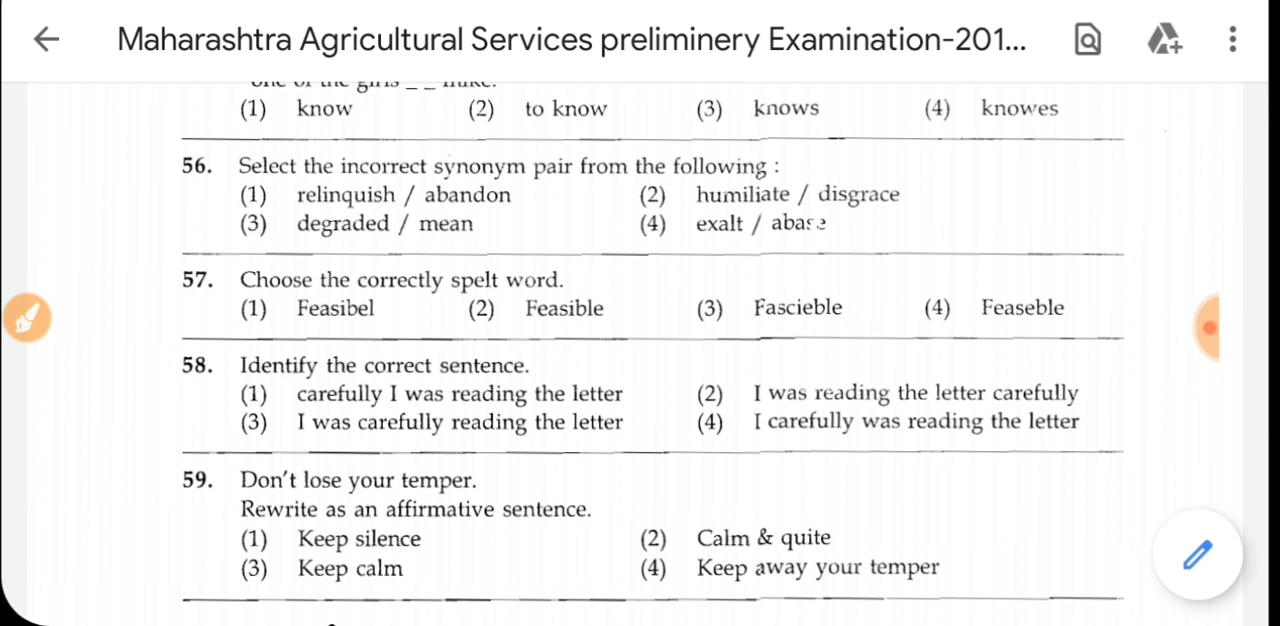 Maharashtra Agricultural Services preliminery Examination-201...
one of the girls _ _
(1) know (2) to know (3) knows (4) knowes
56. Select the incorrect synonym pair from the following :
(1) relinquish / abandon (2) humiliate / disgrace
(3) degraded / mean (4) exalt / abase
57. Choose the correctly spelt word.
(1) Feasibel (2) Feasible (3) Fascieble (4) Feaseble
58. Identify the correct sentence.
(1) carefully I was reading the letter (2) I was reading the letter carefully
(3) I was carefully reading the letter (4) I carefully was reading the letter
59. Don't lose your temper.
Rewrite as an affirmative sentence.
(1) Keep silence (2) Calm & quite
(3) Keep calm (4) Keep away your temper